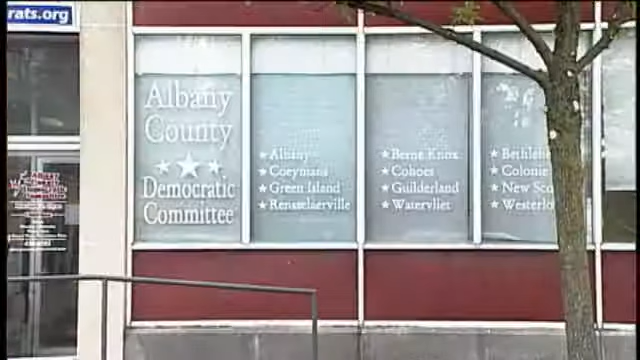 rats.org
Albany
County
Democratic
Committee
Albany
Coeymans
Green Island
Rensselaerville
Berne Knox
Cohoes
Guilderland
Watervliet
Bethlehe
Colonie
New Sco
Westerlo